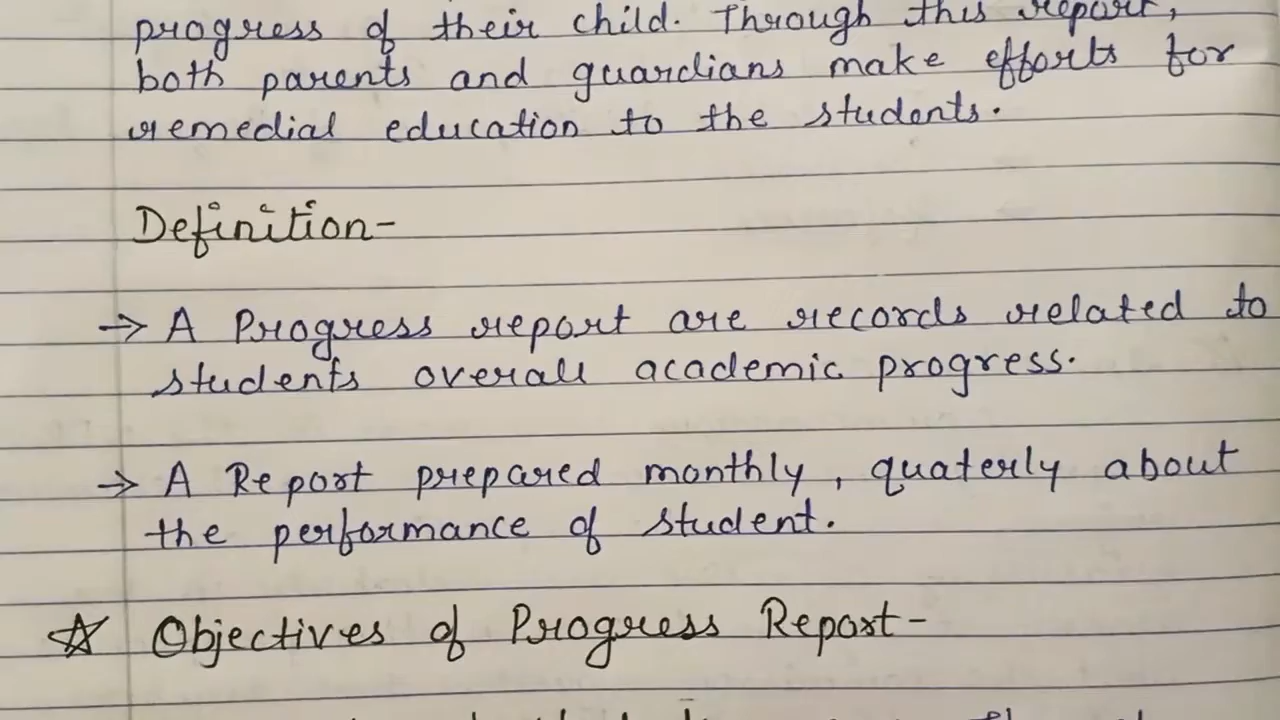 progress of their child. Through this report,
both parents and guardians make efforts for
remedial education to the students.
Definition-
→ A Progress report are records related to
students overall academic progress.
→ A Report prepared monthly, quaterly about
the performance of student.
☆ Objectives of Progress Report-